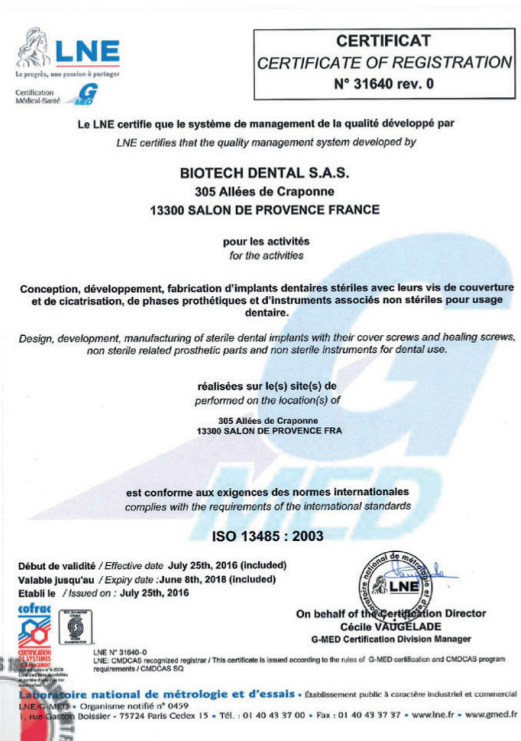 LNE
Le progrès, une passion à partager
Certification
Médical-Santé
G
MED
CERTIFICAT
CERTIFICATE OF REGISTRATION
N° 31640 rev. 0
Le LNE certifie que le système de management de la qualité développé par
LNE certifies that the quality management system developed by
BIOTECH DENTAL S.A.S.
305 Allées de Craponne
13300 SALON DE PROVENCE FRANCE
pour les activités
for the activities
Conception, développement, fabrication d'implants dentaires stériles avec leurs vis de couverture
et de cicatrisation, de phases prothétiques et d'instruments associés non stériles pour usage
dentaire.
Design, development, manufacturing of sterile dental implants with their cover screws and healing screws,
non sterile related prosthetic parts and non sterile instruments for dental use.
réalisées sur le(s) site(s) de
performed on the location(s) of
305 Allées de Craponne
13300 SALON DE PROVENCE FRA
G
MED
est conforme aux exigences des normes internationales
complies with the requirements of the international standards
ISO 13485 : 2003
Début de validité / Effective date July 25th, 2016 (included)
Valable jusqu'au / Expiry date : June 8th, 2018 (included)
Etabli le / Issued on : July 25th, 2016
LNE
On behalf of the Certification Director
Cécile VAUGELADE
G-MED Certification Division Manager
cofrac
CERTIFICATION
DE SYSTEMES
DE MANAGEMENT
LNE N° 31640-0
LNE: CMDCAS recognized registrar / This certificate is issued according to the rules of G-MED certification and CMDCAS program
requirements / CMDCAS SQ
Laboratoire national de métrologie et d'essais • Établissement public à caractère industriel et commercial
LNE/G-MED • Organisme notifié n° 0459
1, rue Gaston Boissier - 75724 Paris Cedex 15 • Tél. : 01 40 43 37 00 • Fax : 01 40 43 37 37 • www.lne.fr • www.gmed.fr